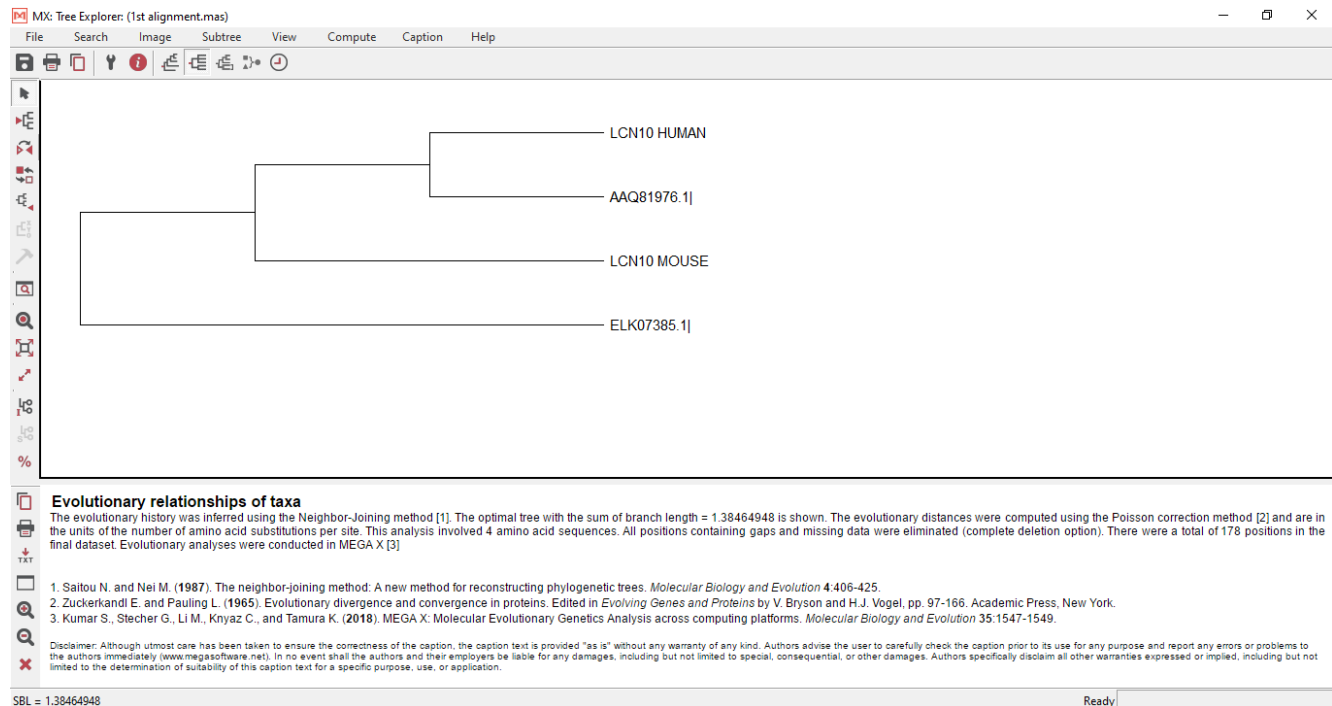 MX: Tree Explorer: (1st alignment.mas)
File Search Image Subtree View Compute Caption Help
LCN10 HUMAN
AAQ81976.1|
LCN10 MOUSE
ELK07385.1|
%
Evolutionary relationships of taxa
The evolutionary history was inferred using the Neighbor-Joining method [1]. The optimal tree with the sum of branch length = 1.38464948 is shown. The evolutionary distances were computed using the Poisson correction method [2] and are in
the units of the number of amino acid substitutions per site. This analysis involved 4 amino acid sequences. All positions containing gaps and missing data were eliminated (complete deletion option). There were a total of 178 positions in the
final dataset. Evolutionary analyses were conducted in MEGA X [3]
TXT
1. Saitou N. and Nei M. (1987). The neighbor-joining method: A new method for reconstructing phylogenetic trees. Molecular Biology and Evolution 4:406-425.
2. Zuckerkandl E. and Pauling L. (1965). Evolutionary divergence and convergence in proteins. Edited in Evolving Genes and Proteins by V. Bryson and H.J. Vogel, pp. 97-166. Academic Press, New York.
3. Kumar S., Stecher G., Li M., Knyaz C., and Tamura K. (2018). MEGA X: Molecular Evolutionary Genetics Analysis across computing platforms. Molecular Biology and Evolution 35:1547-1549.
Disclaimer: Although utmost care has been taken to ensure the correctness of the caption, the caption text is provided "as is" without any warranty of any kind. Authors advise the user to carefully check the caption prior to its use for any purpose and report any errors or problems to
the authors immediately (www.megasoftware.net). In no event shall the authors and their employers be liable for any damages, including but not limited to special, consequential, or other damages. Authors specifically disclaim all other warranties expressed or implied, including but not
limited to the determination of suitability of this caption text for a specific purpose, use, or application.
SBL = 1.38464948 Ready